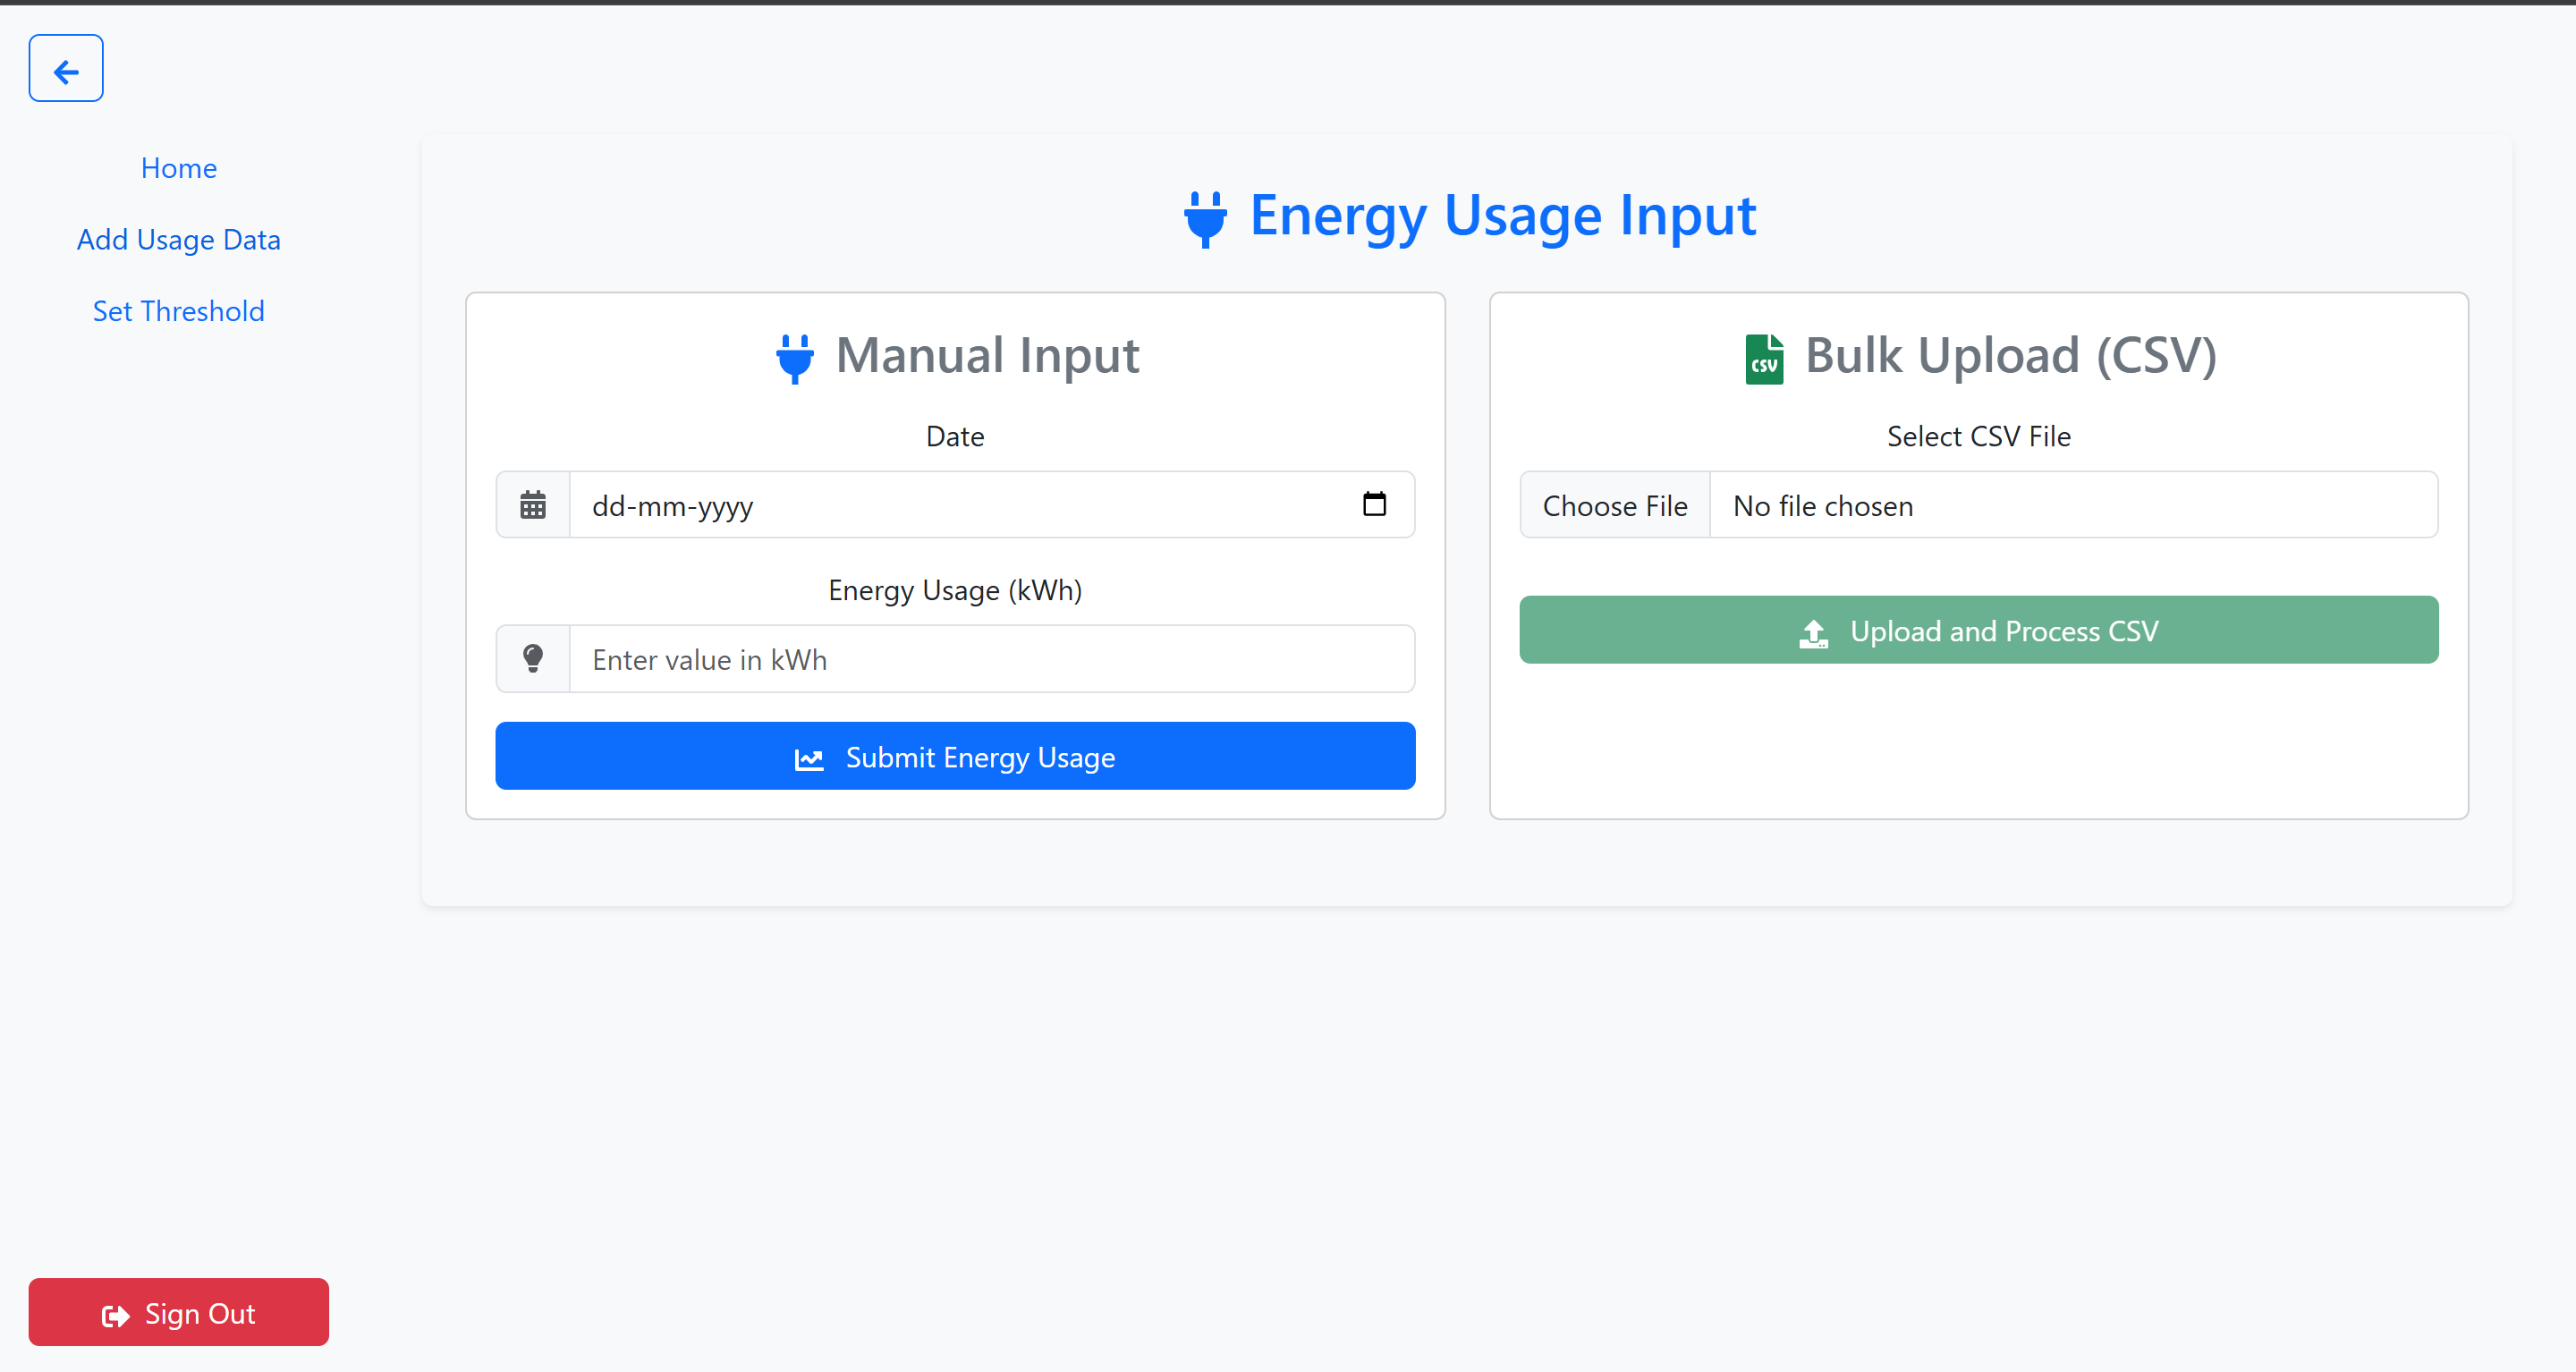 Home
Add Usage Data
Set Threshold
Energy Usage Input
Manual Input
Date
dd-mm-yyyy
Energy Usage (kWh)
Enter value in kWh
Submit Energy Usage
CSV
Bulk Upload (CSV)
Select CSV File
Choose File No file chosen
Upload and Process CSV
Sign Out